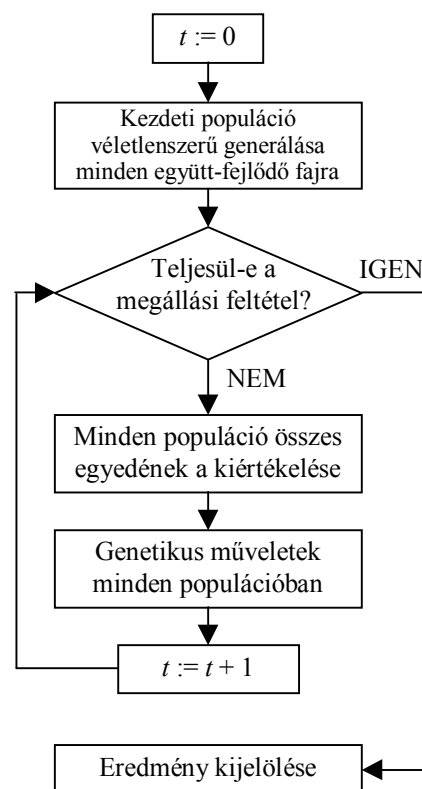 t := 0
Kezdeti populáció
véletlenszerű generálása
minden együtt-fejlődő fajra
Teljesül-e a
megállási feltétel?
IGEN
NEM
Minden populáció összes
egyedének a kiértékelése
Genetikus műveletek
minden populációban
t := t + 1
Eredmény kijelölése